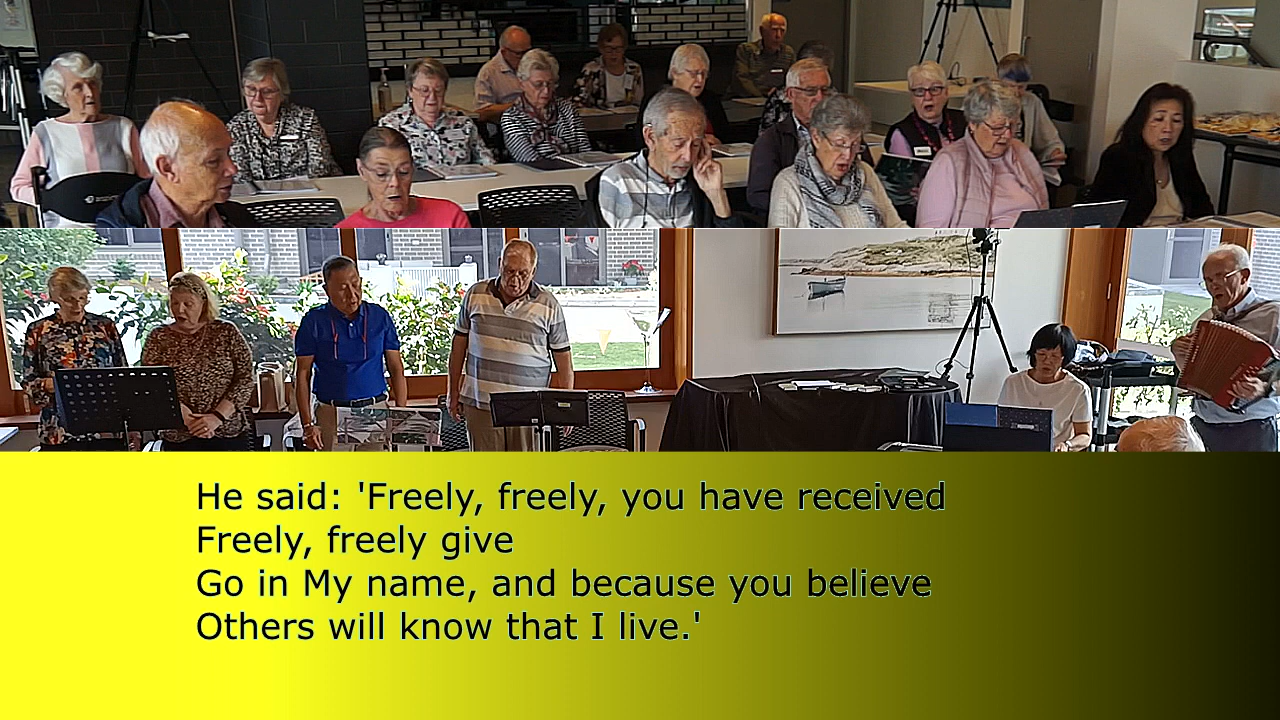 He said: 'Freely, freely, you have received
Freely, freely give
Go in My name, and because you believe
Others will know that I live.'